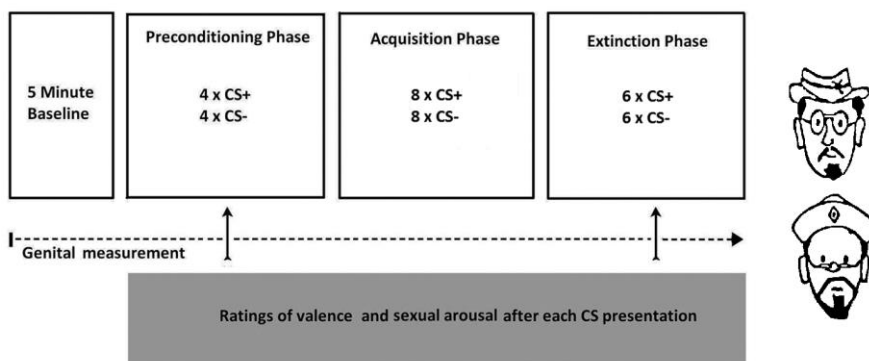 5 Minute
Baseline
Preconditioning Phase
4 x CS+
4 x CS-
Acquisition Phase
8 x CS+
8 x CS-
Extinction Phase
6 x CS+
6 x CS-
Genital measurement
Ratings of valence and sexual arousal after each CS presentation